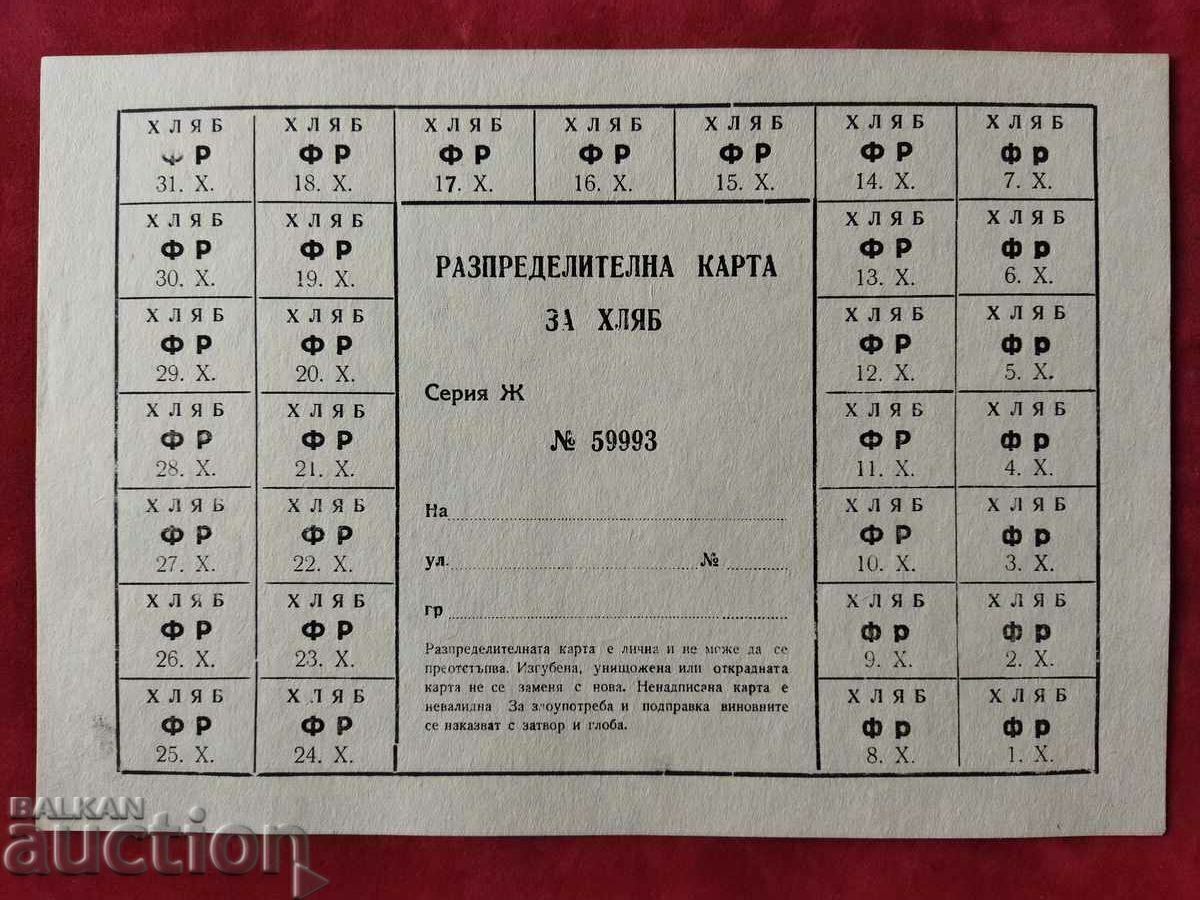 ХЛЯБ ХЛЯБ ХЛЯБ ХЛЯБ ХЛЯБ ХЛЯБ ХЛЯБ
ФР ФР ФР ФР ФР ФР Фр
31. X. 18. X. 17. X. 16. X. 15. X. 14. X. 7. X.
ХЛЯБ ХЛЯБ ХЛЯБ ХЛЯБ
ФР ФР ФР Фр
30. X. 19. X. 13. X. 6. X.
ХЛЯБ ХЛЯБ ХЛЯБ ХЛЯБ
ФР ФР ФР Фр
29. X. 20. X. 12. X. 5. X.
ХЛЯБ ХЛЯБ ХЛЯБ ХЛЯБ
ФР ФР ФР Фр
28. X. 21. X. 11. X. 4. X.
ХЛЯБ ХЛЯБ ХЛЯБ ХЛЯБ
ФР ФР ФР Фр
27. X. 22. X. 10. X. 3. X.
ХЛЯБ ХЛЯБ ХЛЯБ ХЛЯБ
ФР ФР Фр Фр
26. X. 23. X. 9. X. 2. X.
ХЛЯБ ХЛЯБ ХЛЯБ ХЛЯБ
ФР ФР Фр Фр
25. X. 24. X. 8. X. 1. X.
РАЗПРЕДЕЛИТЕЛНА КАРТА
ЗА ХЛЯБ
Серия Ж
№ 59993
На
ул. №
гр
Разпределителната карта е лична и не може да се
преотстъпва. Изгубена, унищожена или открадната
карта не се заменя с нова. Ненадписана карта е
невалидна За злоупотреба и подправка виновните
се наказват с затвор и глоба.
BALKAN
auction